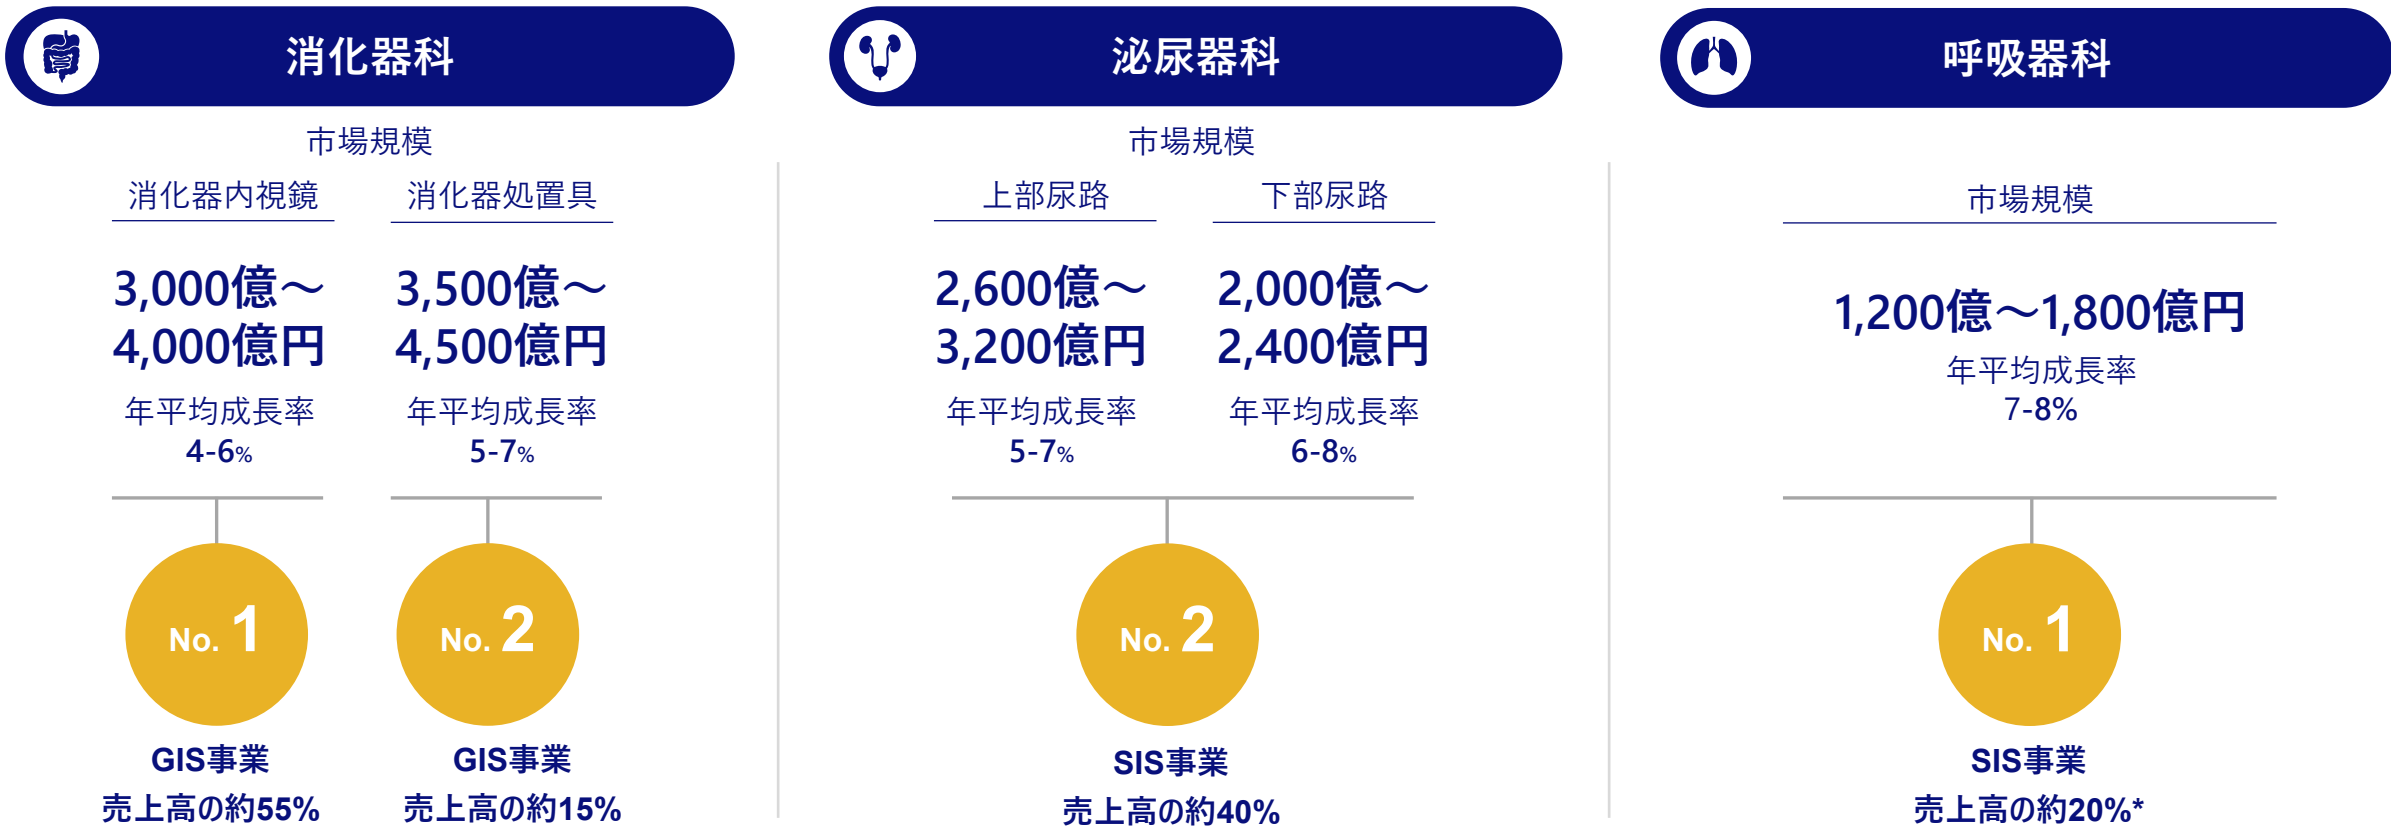 消化器科
市場規模
消化器内視鏡
3,000億～
4,000億円
年平均成長率
4-6%
No. 1
GIS事業
売上高の約55%
消化器処置具
3,500億～
4,500億円
年平均成長率
5-7%
No. 2
GIS事業
売上高の約15%
泌尿器科
市場規模
上部尿路
2,600億～
3,200億円
年平均成長率
5-7%
下部尿路
2,000億～
2,400億円
年平均成長率
6-8%
No. 2
SIS事業
売上高の約40%
呼吸器科
市場規模
1,200億～1,800億円
年平均成長率
7-8%
No. 1
SIS事業
売上高の約20%*